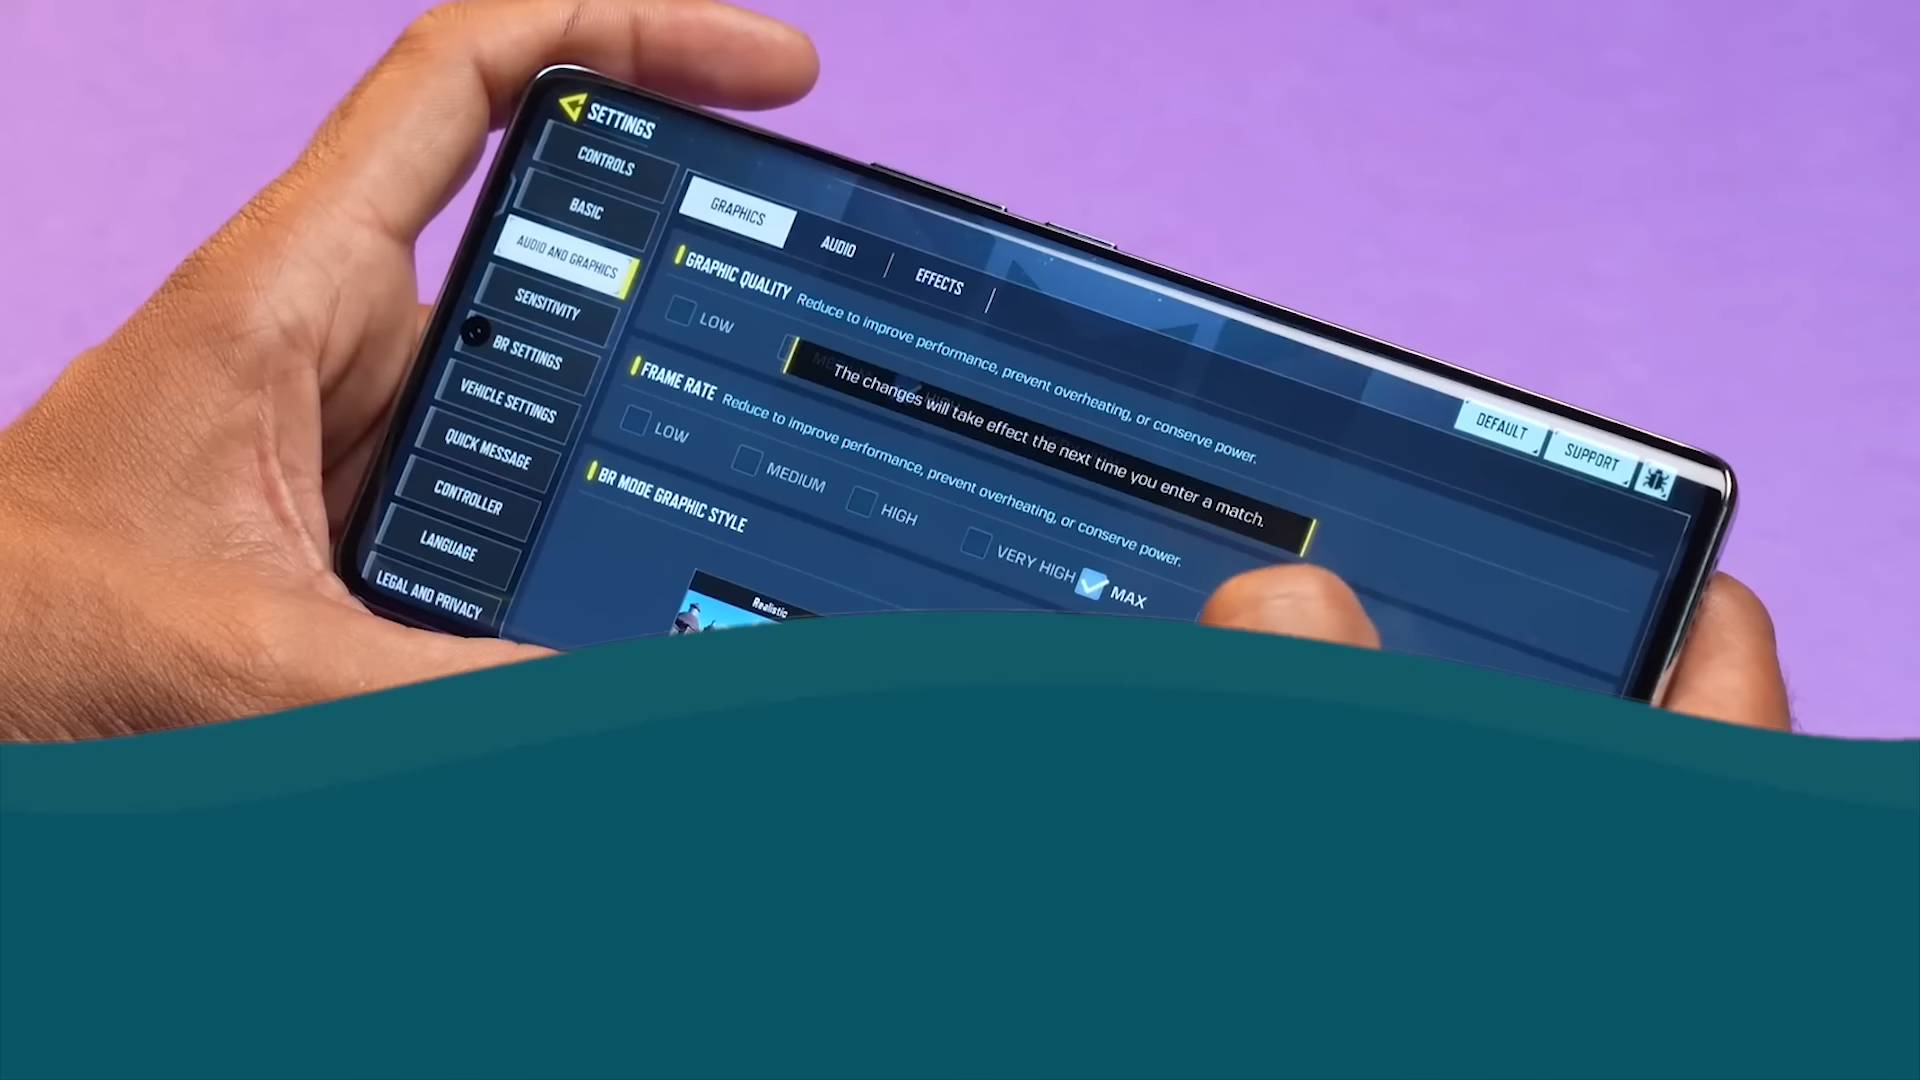 SETTINGS
CONTROLS
BASIC
AUDIO AND GRAPHICS
SENSITIVITY
BR SETTINGS
VEHICLE SETTINGS
QUICK MESSAGE
CONTROLLER
LANGUAGE
LEGAL AND PRIVACY
GRAPHICS
AUDIO
EFFECTS
DEFAULT
SUPPORT
GRAPHIC QUALITY Reduce to improve performance, prevent overheating, or conserve power.
LOW
The changes will take effect the next time you enter a match.
FRAME RATE Reduce to improve performance, prevent overheating, or conserve power.
LOW MEDIUM HIGH VERY HIGH MAX
BR MODE GRAPHIC STYLE
Realistic